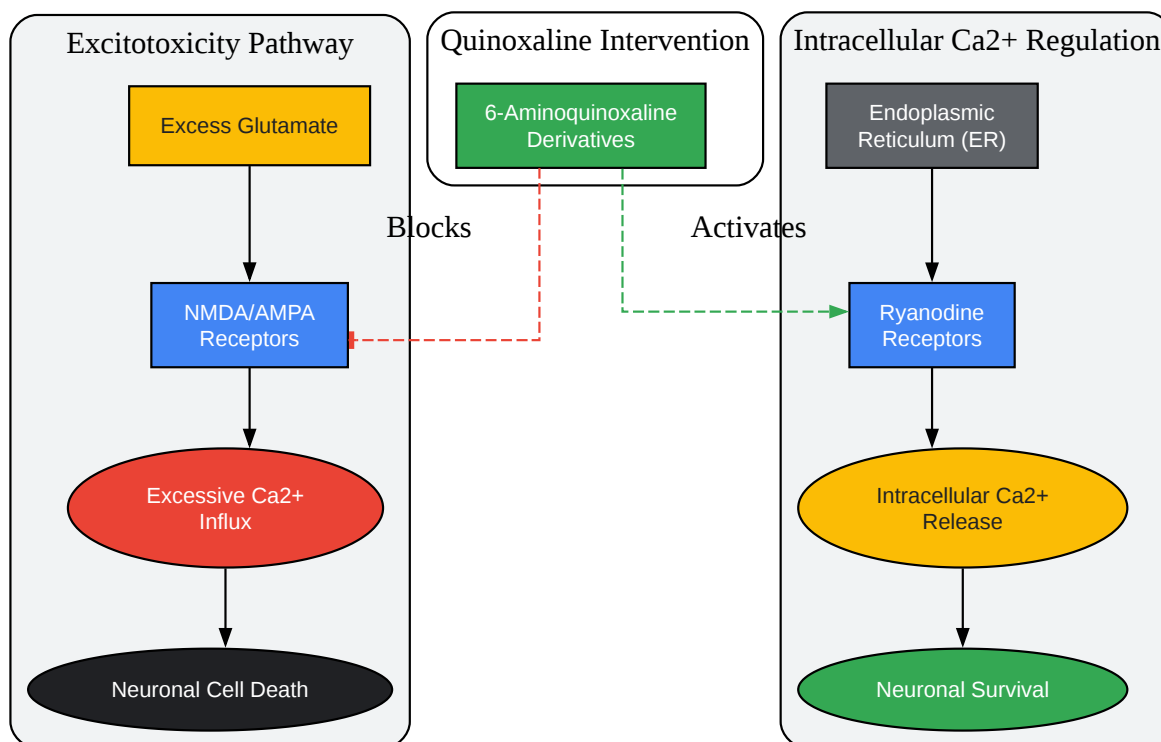 Excitotoxicity Pathway
Excess Glutamate
NMDA/AMPA
Receptors
Excessive Ca2+
Influx
Neuronal Cell Death
Quinoxaline Intervention
6-Aminoquinoxaline
Derivatives
Blocks
Activates
Intracellular Ca2+ Regulation
Endoplasmic
Reticulum (ER)
Ryanodine
Receptors
Intracellular Ca2+
Release
Neuronal Survival